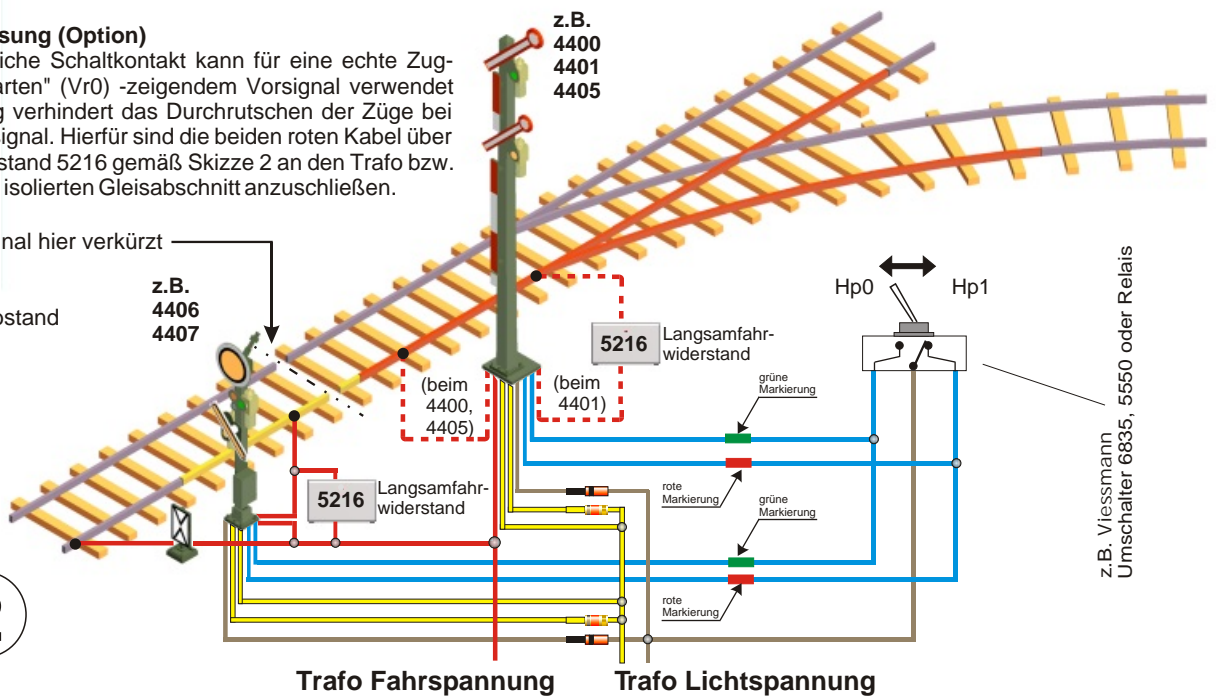 sung (Option)
iche Schaltkontakt kann für eine echte Zug-
arten" (Vr0) -zeigendem Vorsignal verwendet
g verhindert das Durchrutschen der Züge bei
signal. Hierfür sind die beiden roten Kabel über
stand 5216 gemäß Skizze 2 an den Trafo bzw.
isolierten Gleisabschnitt anzuschließen.
nal hier verkürzt
ostand
z.B.
4400
4401
4405
z.B.
4406
4407
Hp0
Hp1
5216
Langsamfahr-
widerstand
(beim
4400,
4405)
(beim
4401)
5216
Langsamfahr-
widerstand
grüne
Markierung
rote
Markierung
grüne
Markierung
rote
Markierung
z.B. Viessmann
Umschalter 6835, 5550 oder Relais
Trafo Fahrspannung
Trafo Lichtspannung